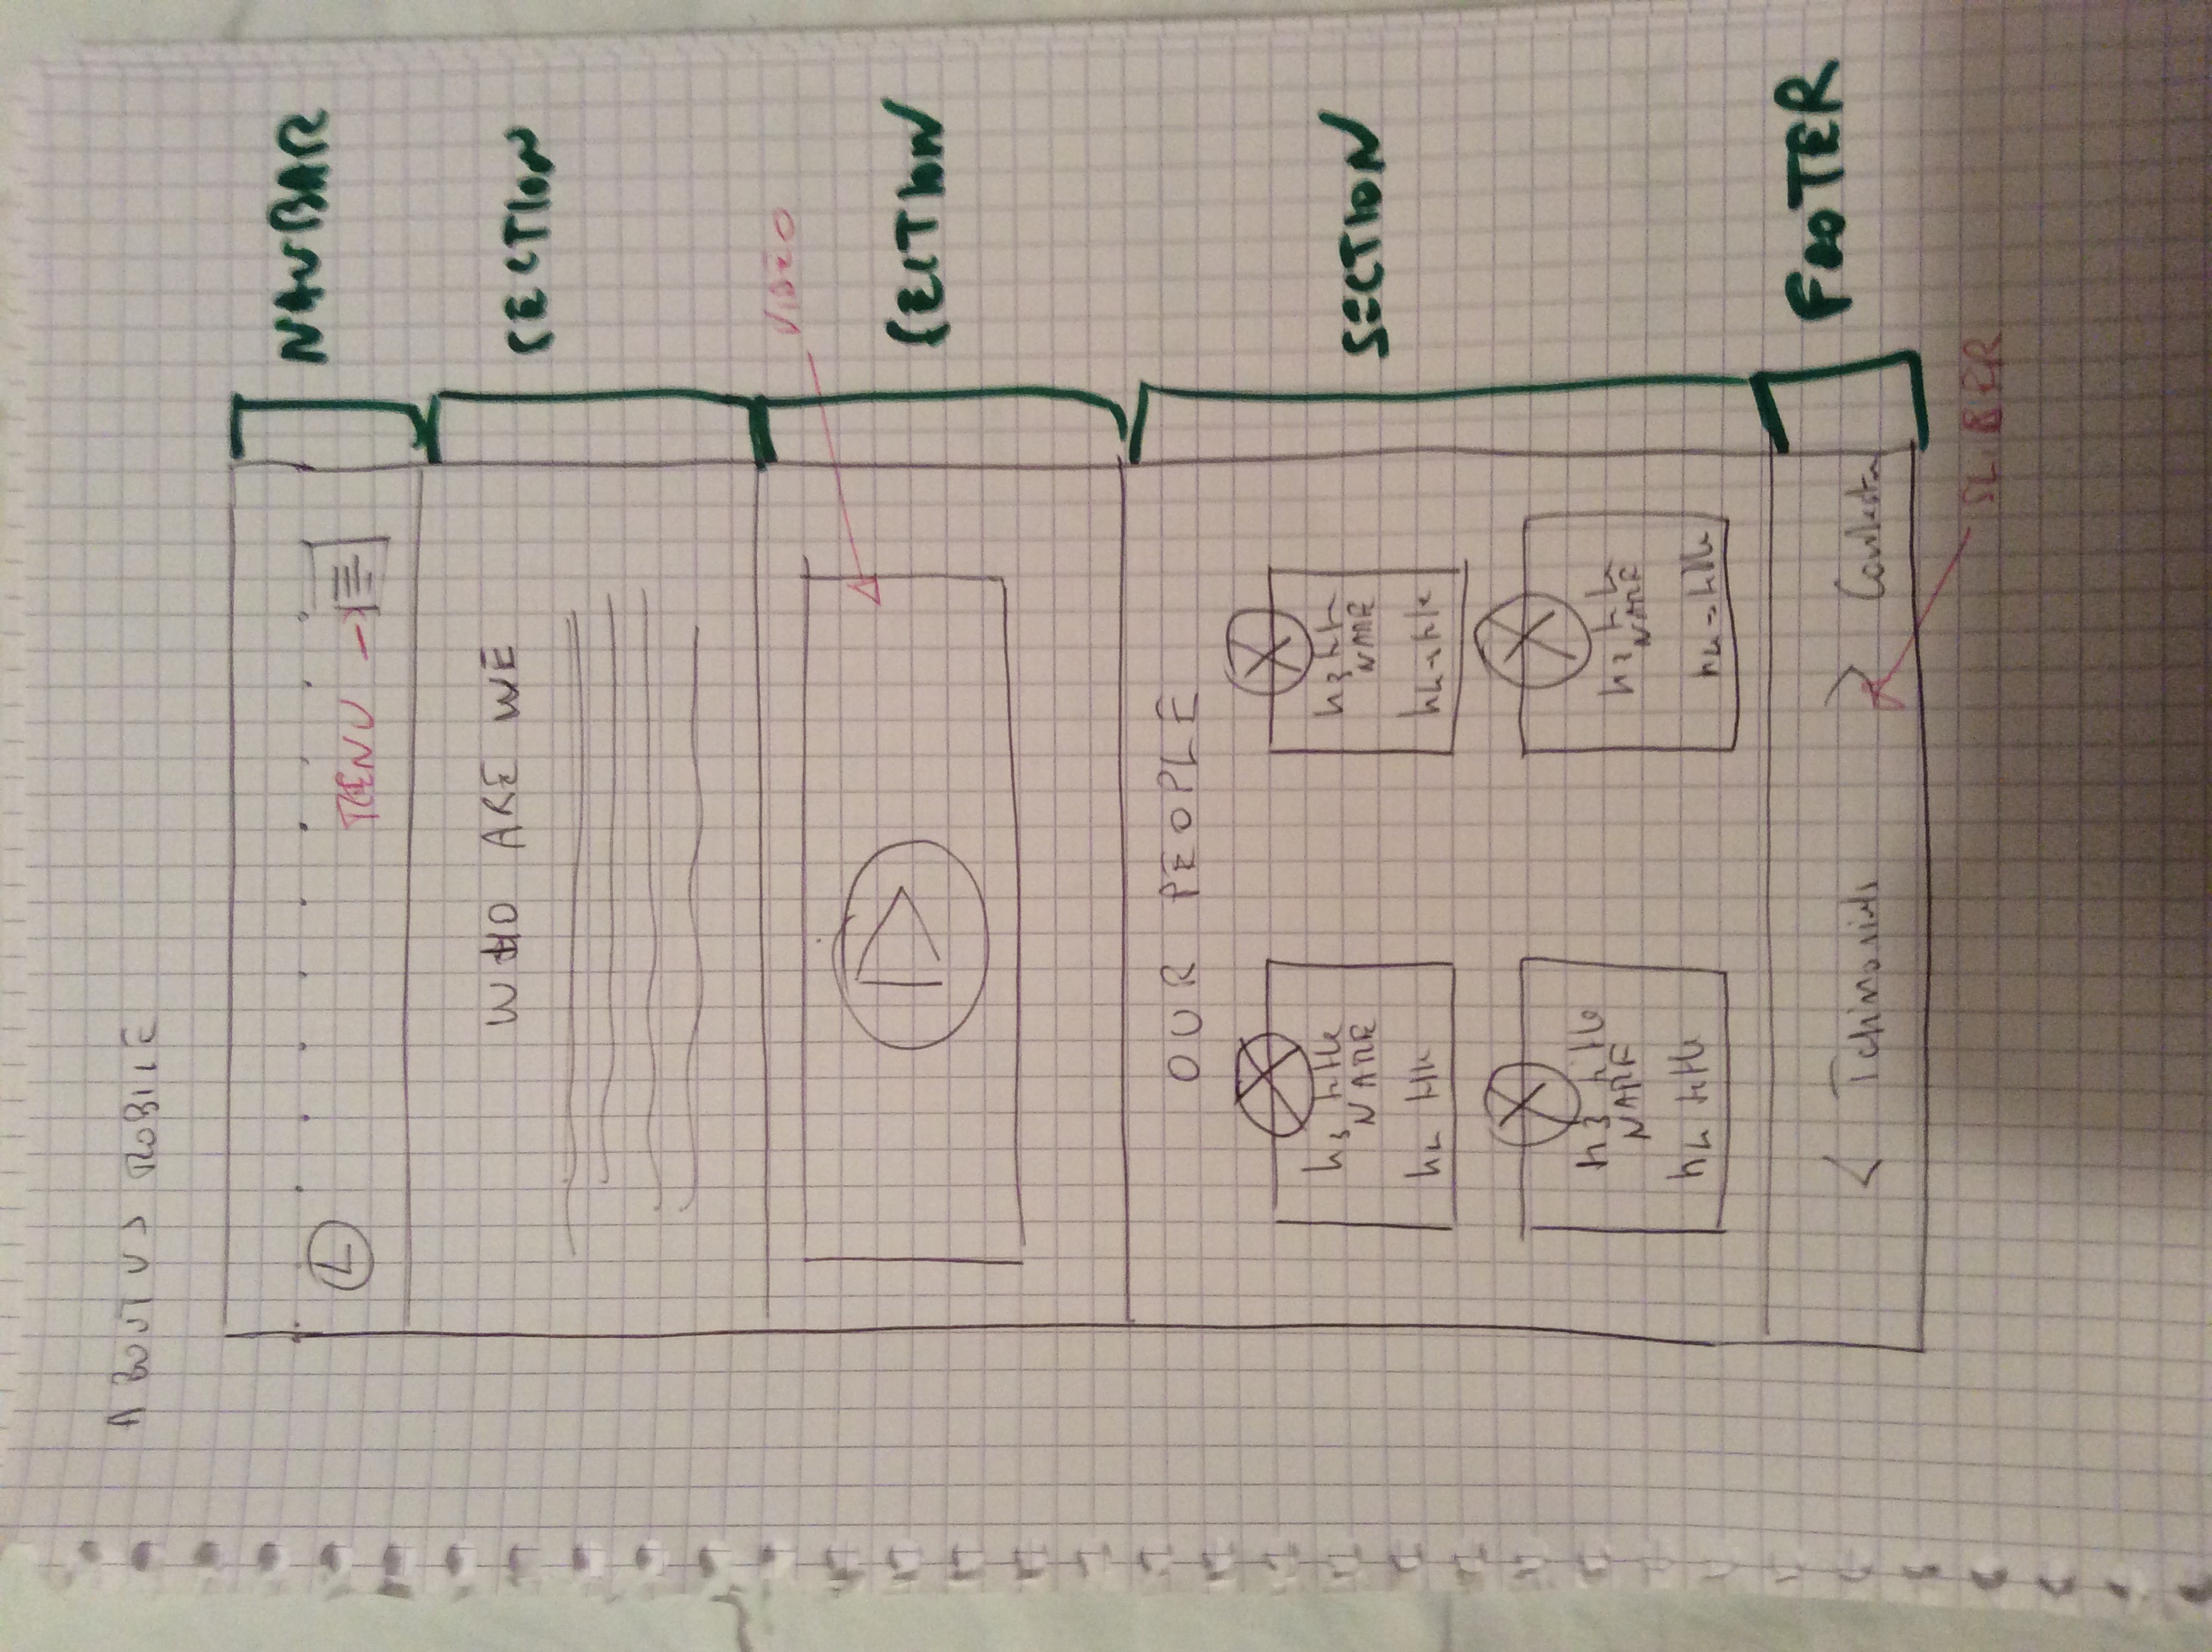 ABOUT US MOBILE
NAVBAR
L
MENU
WHO ARE WE
SECTION
VIDEO
SECTION
OUR PEOPLE
h3 title
NAME
h4 title
h3 title
NAME
h4 - title
SECTION
h3 title
NAME
h4 title
h3 title
NAME
h4 - title
FOOTER
< Testimonials >
SLIDER